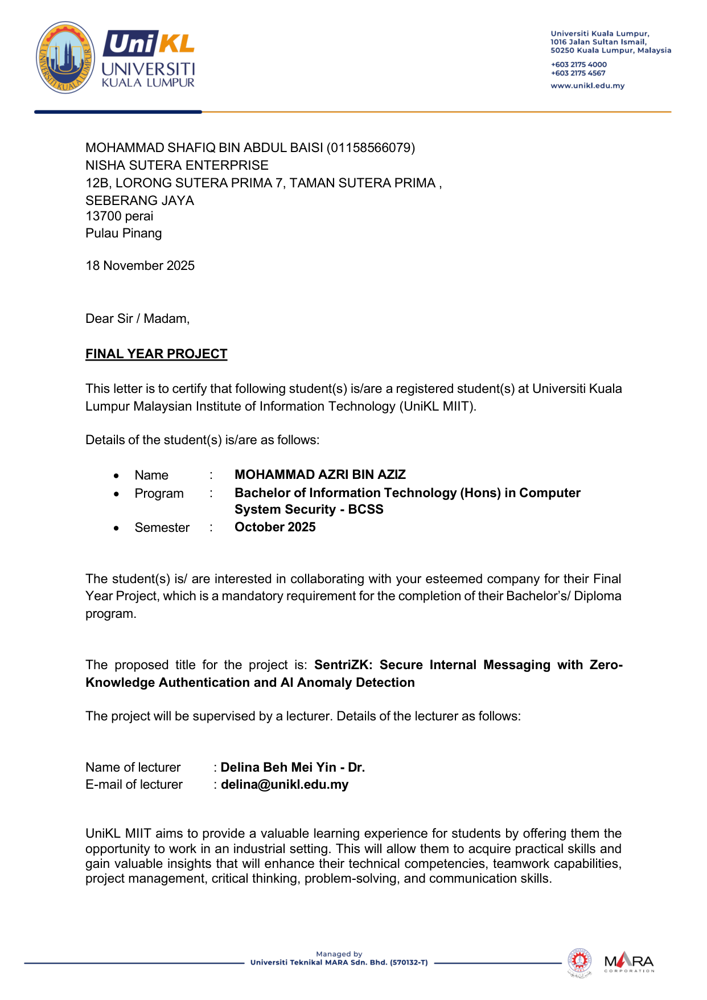 UNIVERSITI KUALA LUMPUR
UniKL
UNIVERSITI
KUALA LUMPUR
Universiti Kuala Lumpur,
1016 Jalan Sultan Ismail,
50250 Kuala Lumpur, Malaysia
+603 2175 4000
+603 2175 4567
www.unikl.edu.my
MOHAMMAD SHAFIQ BIN ABDUL BAISI (01158566079)
NISHA SUTERA ENTERPRISE
12B, LORONG SUTERA PRIMA 7, TAMAN SUTERA PRIMA ,
SEBERANG JAYA
13700 perai
Pulau Pinang
18 November 2025
Dear Sir / Madam,
FINAL YEAR PROJECT
This letter is to certify that following student(s) is/are a registered student(s) at Universiti Kuala
Lumpur Malaysian Institute of Information Technology (UniKL MIIT).
Details of the student(s) is/are as follows:
• Name : MOHAMMAD AZRI BIN AZIZ
• Program : Bachelor of Information Technology (Hons) in Computer
System Security - BCSS
• Semester : October 2025
The student(s) is/ are interested in collaborating with your esteemed company for their Final
Year Project, which is a mandatory requirement for the completion of their Bachelor’s/ Diploma
program.
The proposed title for the project is: SentriZK: Secure Internal Messaging with Zero-
Knowledge Authentication and AI Anomaly Detection
The project will be supervised by a lecturer. Details of the lecturer as follows:
Name of lecturer : Delina Beh Mei Yin - Dr.
E-mail of lecturer : delina@unikl.edu.my
UniKL MIIT aims to provide a valuable learning experience for students by offering them the
opportunity to work in an industrial setting. This will allow them to acquire practical skills and
gain valuable insights that will enhance their technical competencies, teamwork capabilities,
project management, critical thinking, problem-solving, and communication skills.
Managed by
Universiti Teknikal MARA Sdn. Bhd. (570132-T)
MARA
CORPORATION